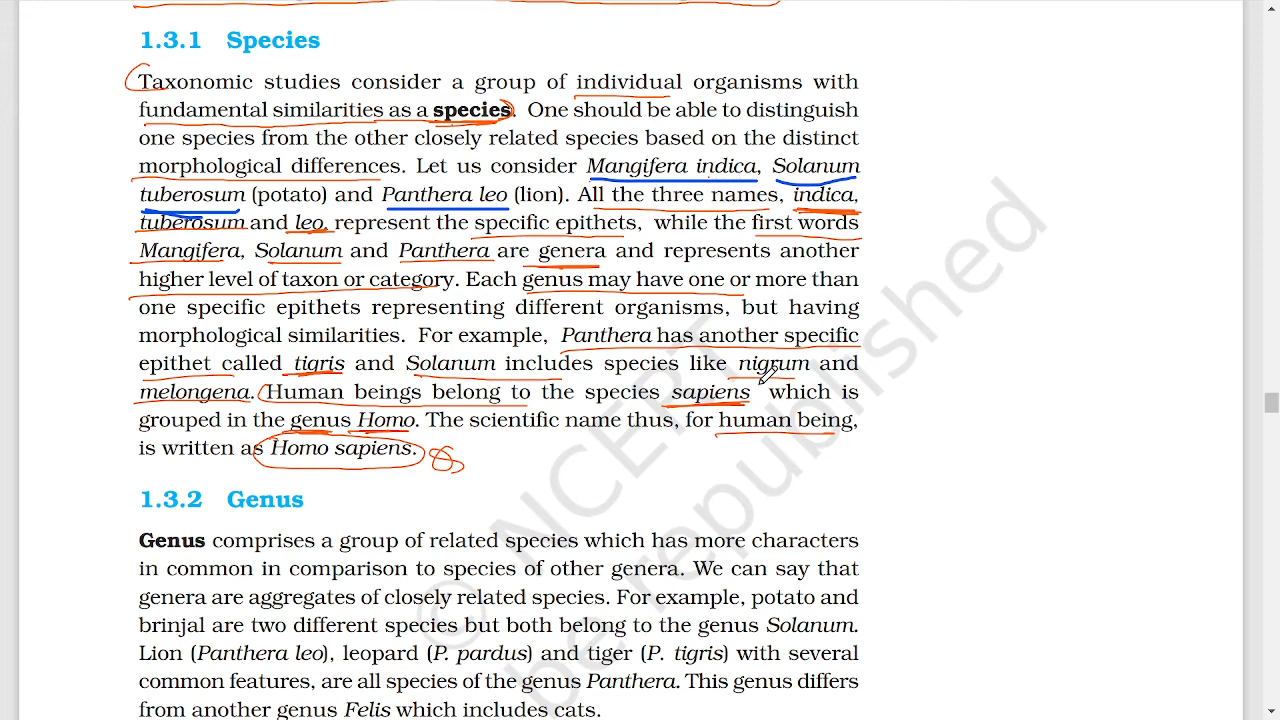 1.3.1 Species
Taxonomic studies consider a group of individual organisms with
fundamental similarities as a species. One should be able to distinguish
one species from the other closely related species based on the distinct
morphological differences. Let us consider Mangifera indica, Solanum
tuberosum (potato) and Panthera leo (lion). All the three names, indica,
tuberosum and leo, represent the specific epithets, while the first words
Mangifera, Solanum and Panthera are genera and represents another
higher level of taxon or category. Each genus may have one or more than
one specific epithets representing different organisms, but having
morphological similarities. For example, Panthera has another specific
epithet called tigris and Solanum includes species like nigrum and
melongena. Human beings belong to the species sapiens which is
grouped in the genus Homo. The scientific name thus, for human being,
is written as Homo sapiens.
1.3.2 Genus
Genus comprises a group of related species which has more characters
in common in comparison to species of other genera. We can say that
genera are aggregates of closely related species. For example, potato and
brinjal are two different species but both belong to the genus Solanum.
Lion (Panthera leo), leopard (P. pardus) and tiger (P. tigris) with several
common features, are all species of the genus Panthera. This genus differs
from another genus Felis which includes cats.
© NCERT
be republished